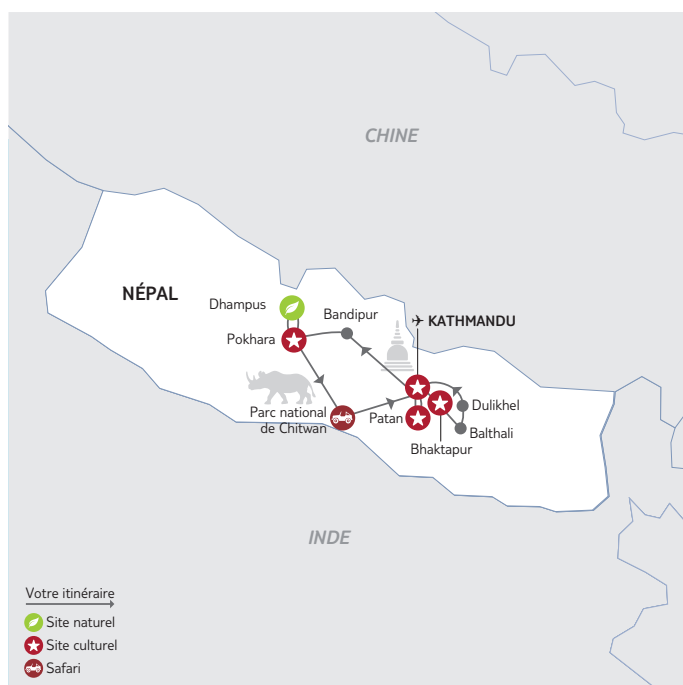 CHINE
NÉPAL
Dhampus
Bandipur
KATHMANDU
Pokhara
Parc national
de Chitwan
Patan
Dulikhel
Balthali
Bhaktapur
INDE
Votre itinéraire
Site naturel
Site culturel
Safari